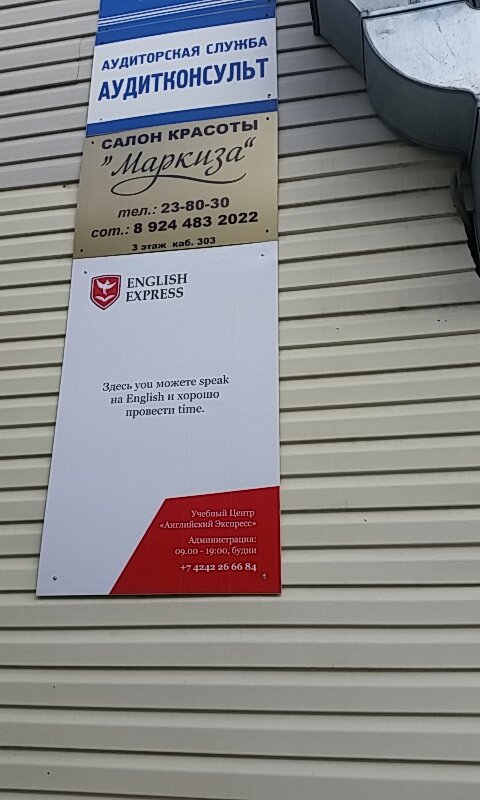 АУДИТОРСКАЯ СЛУЖБА
АУДИТКОНСУЛЬТ
САЛОН КРАСОТЫ
„Маркиза“
тел.: 23-80-30
сот.: 8 924 483 2022
3 этаж каб. 303
ENGLISH
EXPRESS
Здесь you можете speak
на English и хорошо
провести time.
Учебный Центр
«Английский Экспресс»
Администрация:
09.00 - 19:00, будни
+7 4242 26 66 84